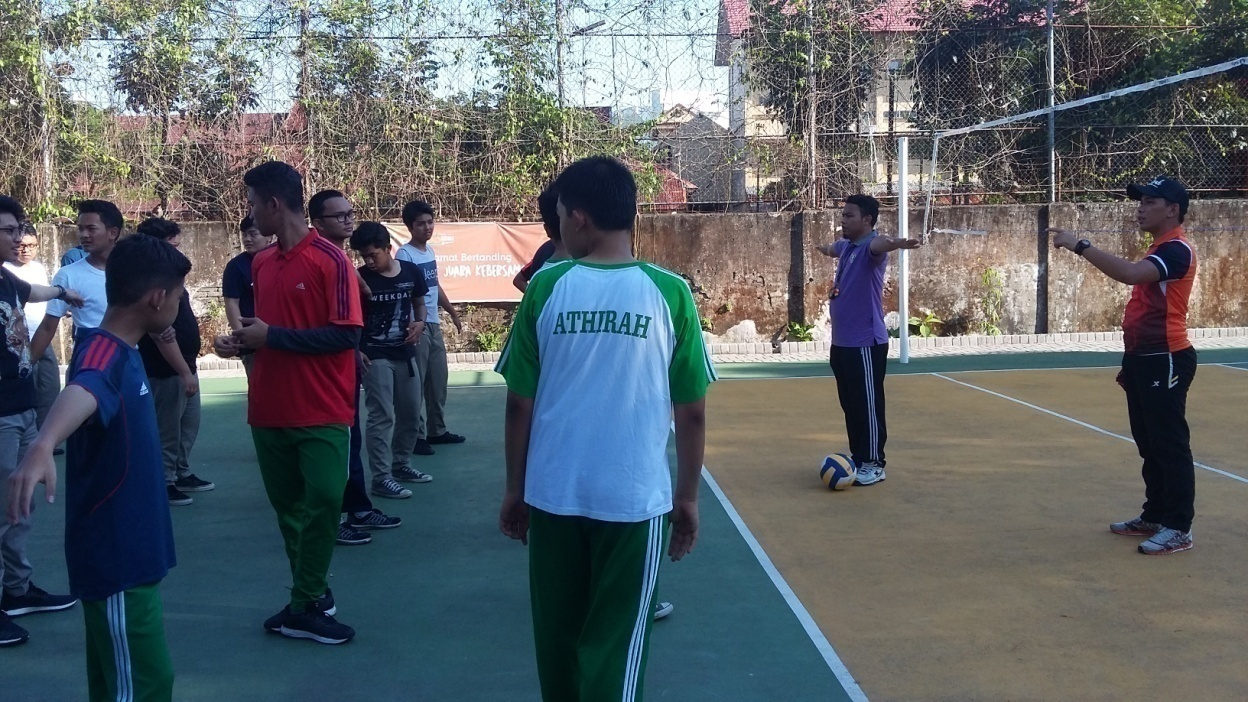 amat Bertanding
JUARA KEBERSAM
WEEKDAY
ATHIRAH